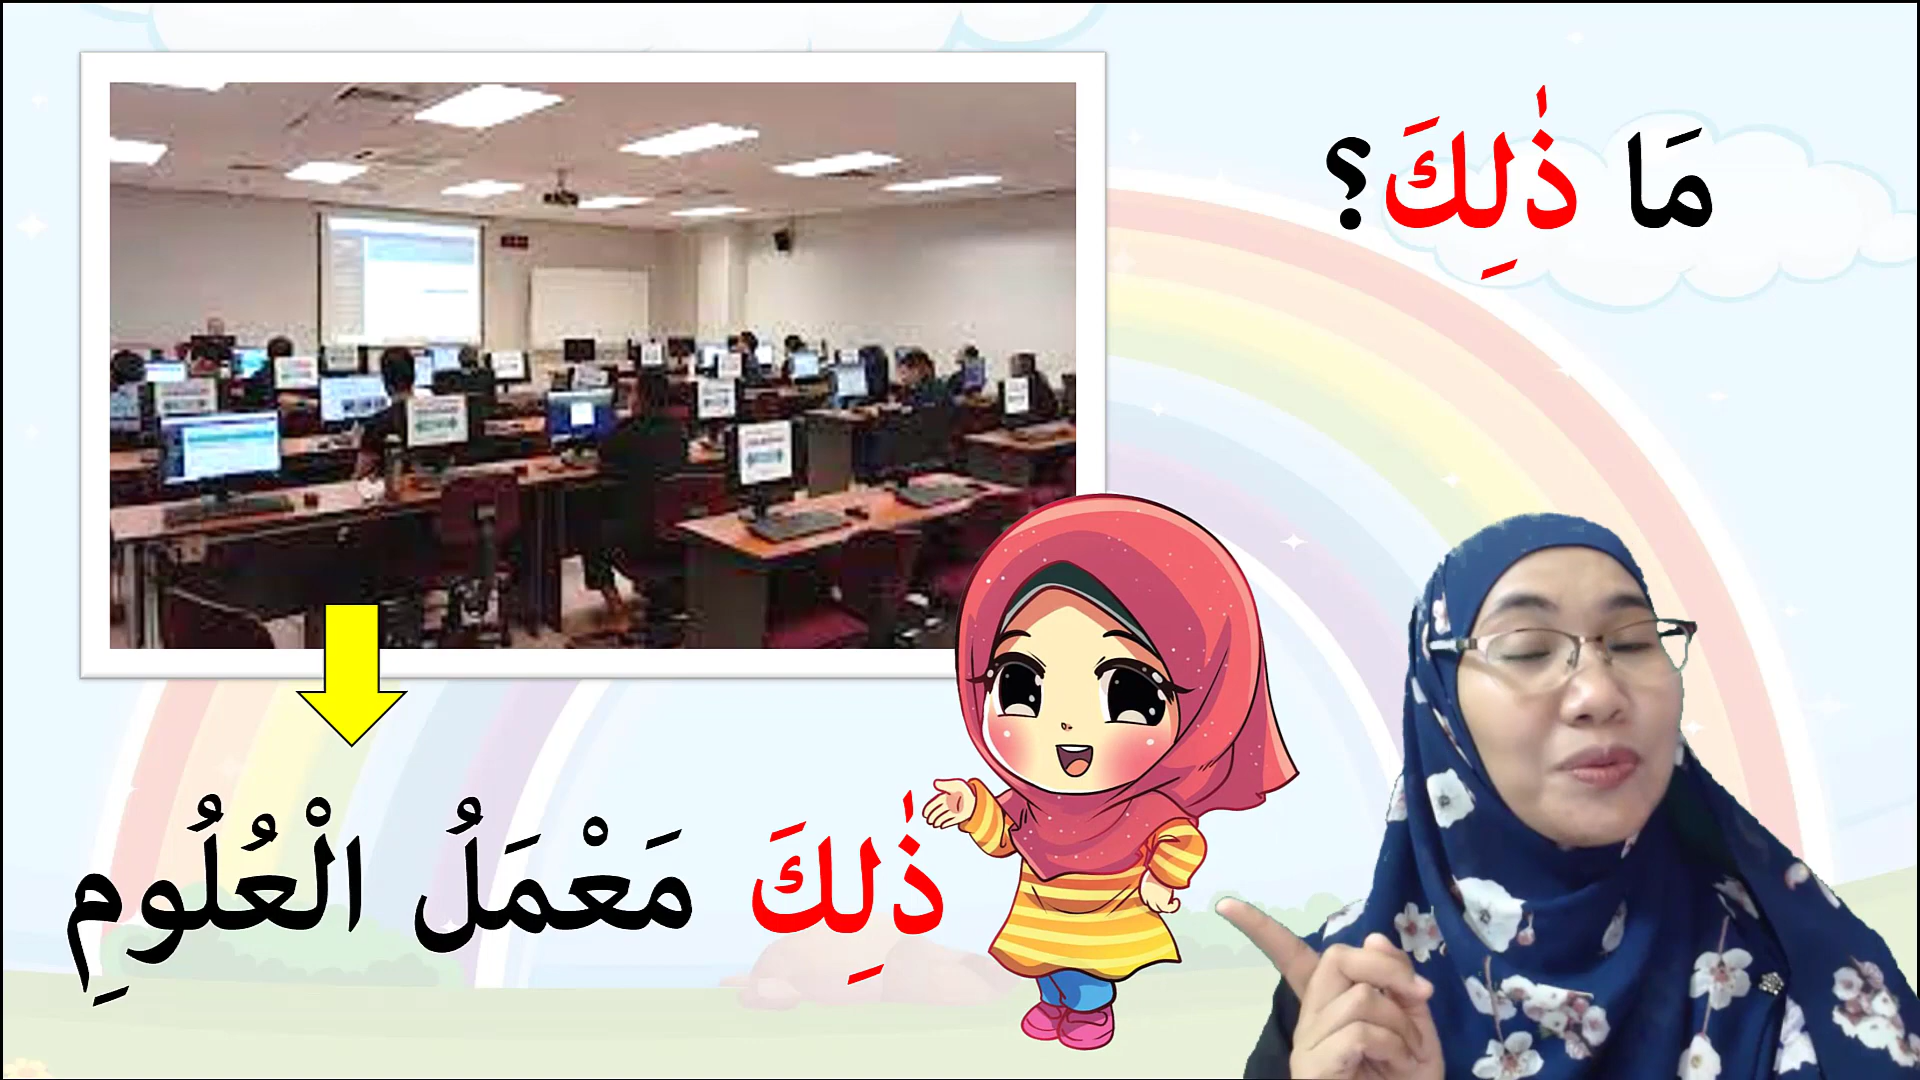 مَا ذٰلِكَ؟
ذٰلِكَ مَعْمَلُ الْعُلُومِ